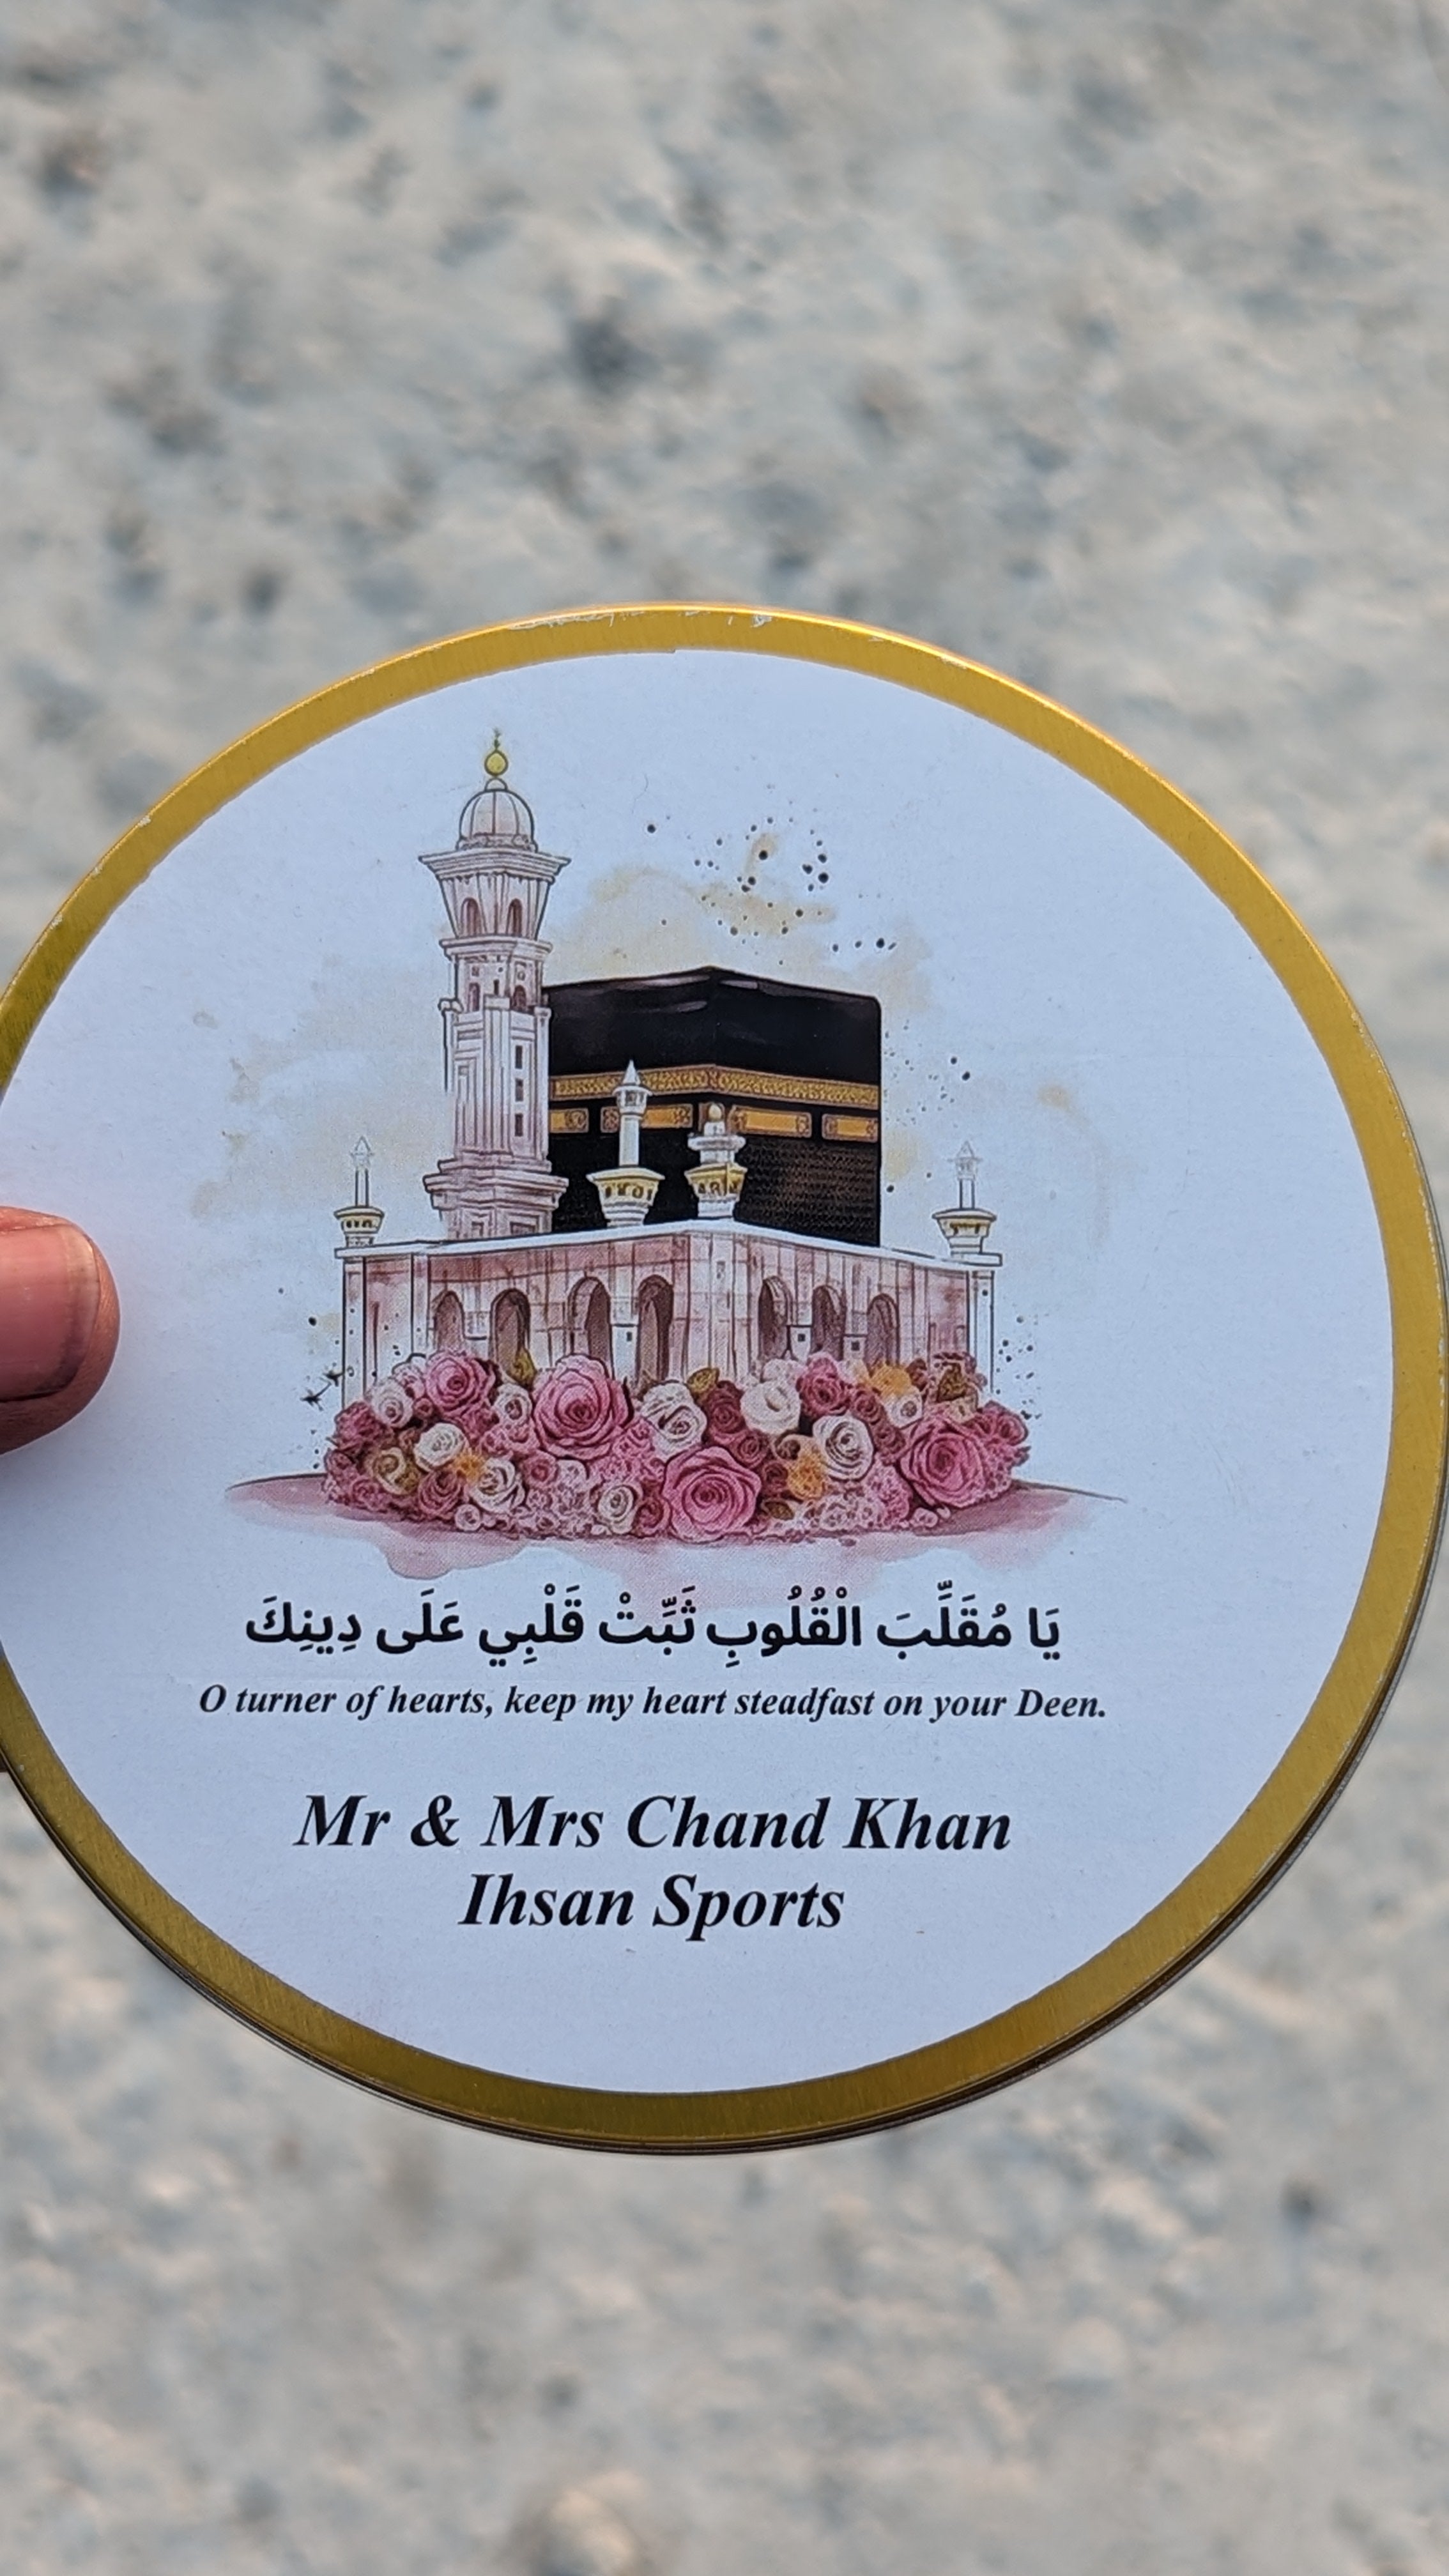 يَا مُقَلِّبَ الْقُلُوبِ ثَبِّتْ قَلْبِي عَلَى دِينِكَ
O turner of hearts, keep my heart steadfast on your Deen.
Mr & Mrs Chand Khan
Ihsan Sports